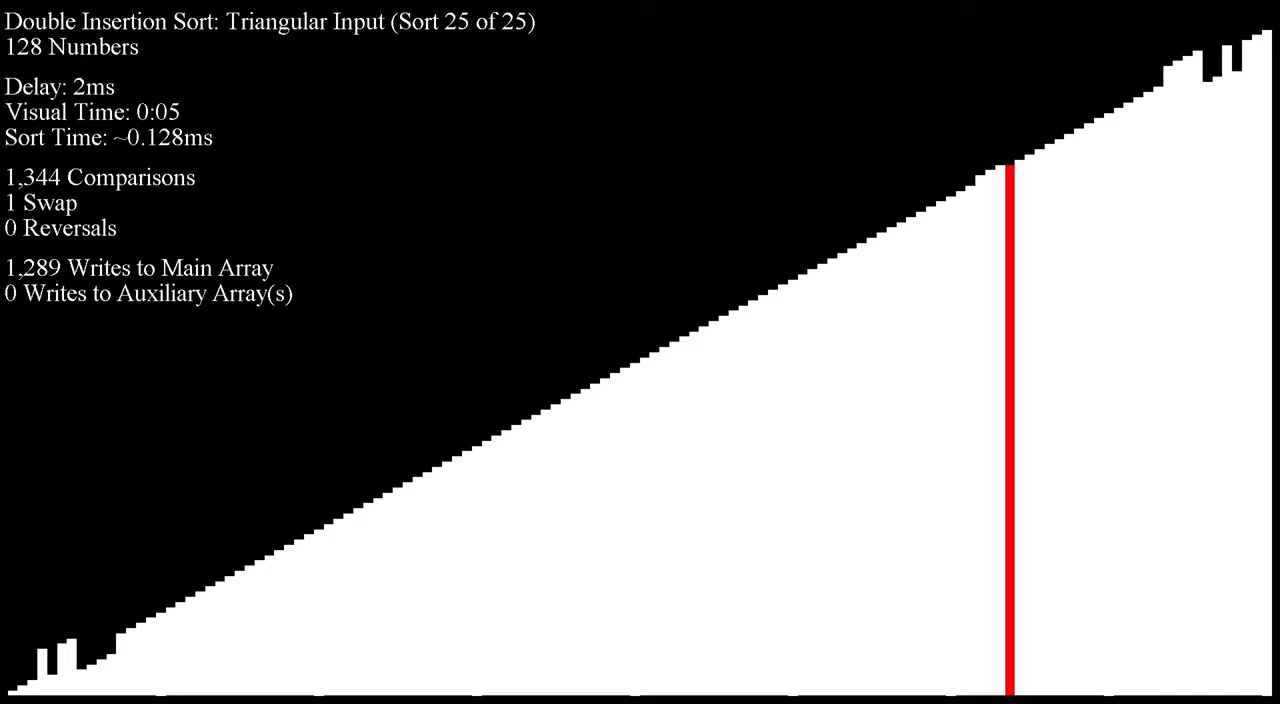 Double Insertion Sort: Triangular Input (Sort 25 of 25)
128 Numbers
Delay: 2ms
Visual Time: 0:05
Sort Time: ~0.128ms
1,344 Comparisons
1 Swap
0 Reversals
1,289 Writes to Main Array
0 Writes to Auxiliary Array(s)